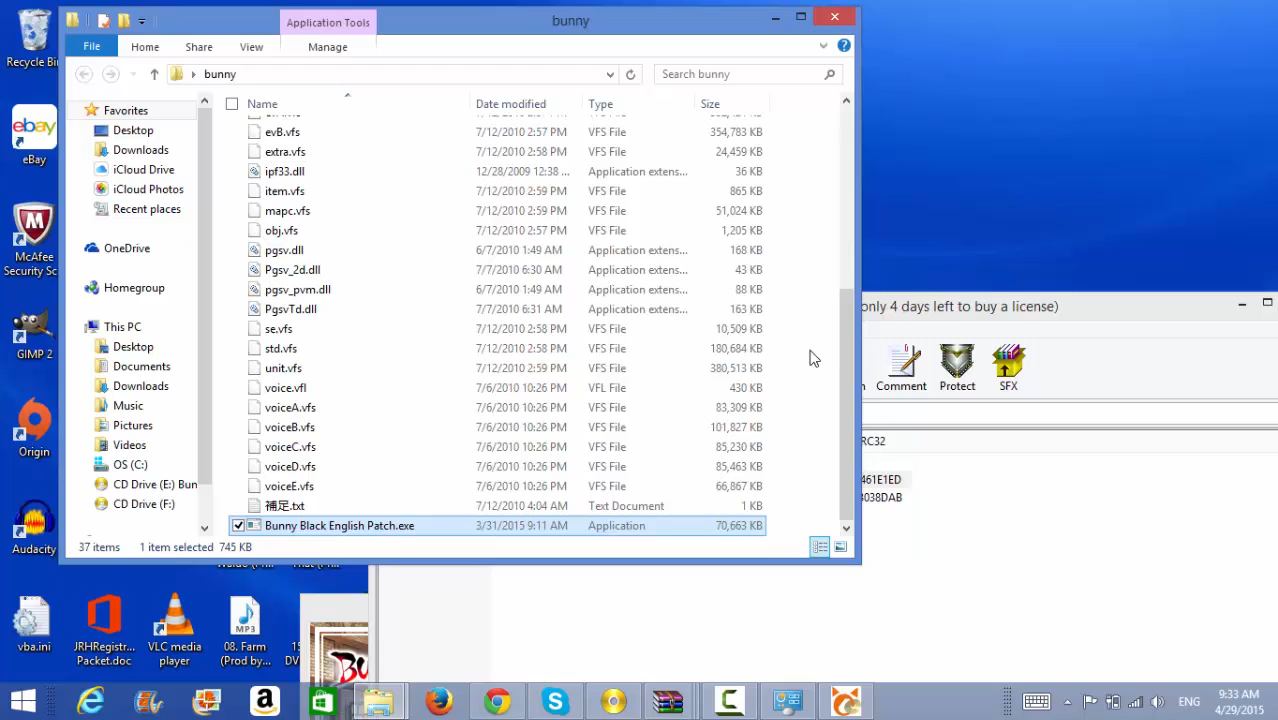 Application Tools
bunny
File
Home
Share
View
Manage
bunny
Search bunny
Favorites
Desktop
Downloads
iCloud Drive
iCloud Photos
Recent places
OneDrive
Homegroup
This PC
Desktop
Documents
Downloads
Music
Pictures
Videos
OS (C:)
CD Drive (E:) Bun
CD Drive (F:)
Name Date modified Type Size
evB.vfs 7/12/2010 2:57 PM VFS File 354,783 KB
extra.vfs 7/12/2010 2:58 PM VFS File 24,459 KB
ipf33.dll 12/28/2009 12:38 ... Application extens... 36 KB
item.vfs 7/12/2010 2:59 PM VFS File 865 KB
mapc.vfs 7/12/2010 2:59 PM VFS File 51,024 KB
obj.vfs 7/12/2010 2:57 PM VFS File 1,205 KB
pgsv.dll 6/7/2010 1:49 AM Application extens... 168 KB
Pgsv_2d.dll 7/7/2010 6:30 AM Application extens... 43 KB
pgsv_pvm.dll 6/7/2010 1:49 AM Application extens... 88 KB
PgsvTd.dll 7/7/2010 6:31 AM Application extens... 163 KB
se.vfs 7/12/2010 2:58 PM VFS File 10,509 KB
std.vfs 7/12/2010 2:58 PM VFS File 180,684 KB
unit.vfs 7/12/2010 2:58 PM VFS File 380,513 KB
voice.vfl 7/6/2010 10:26 PM VFL File 430 KB
voiceA.vfs 7/6/2010 10:26 PM VFS File 83,309 KB
voiceB.vfs 7/6/2010 10:26 PM VFS File 101,827 KB
voiceC.vfs 7/6/2010 10:26 PM VFS File 85,230 KB
voiceD.vfs 7/6/2010 10:26 PM VFS File 85,463 KB
voiceE.vfs 7/6/2010 10:26 PM VFS File 66,867 KB
補足.txt 7/12/2010 4:04 AM Text Document 1 KB
Bunny Black English Patch.exe 3/31/2015 9:11 AM Application 70,663 KB
37 items 1 item selected 745 KB
Recycle Bin
eBay
McAfee
Security Sc
GIMP 2
Origin
Audacity
vba.ini
JRHRegistr...
Packet.doc
VLC media
player
MP3
08. Farm
(Prod by...
only 4 days left to buy a license)
Comment
Protect
SFX
RC32
461E1ED
8038DAB
ENG
9:33 AM
4/29/2015